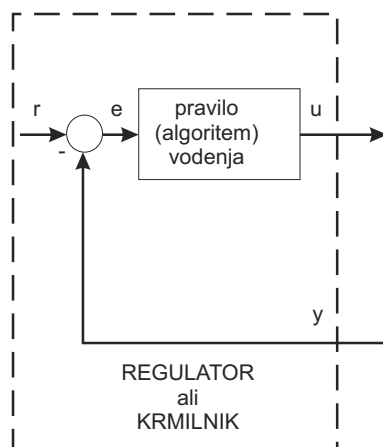 r
e
pravilo
(algoritem)
vodenja
u
-
y
REGULATOR
ali
KRMILNIK